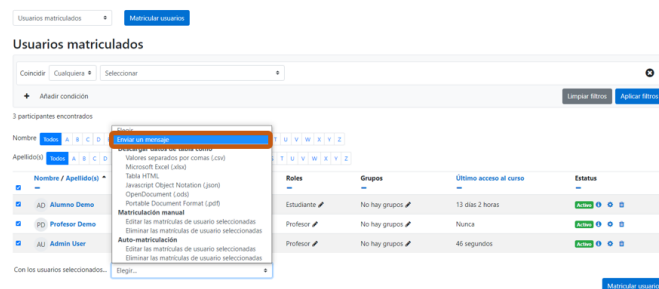 Usuarios matriculados
Matricular usuarios
Usuarios matriculados
Coincidir Cualquiera Seleccionar
+ Añadir condición
Limpiar filtros Aplicar filtros
3 participantes encontrados
Nombre Todos A B C D T U V W X Y Z
Apellido(s) Todos A B C D T U V W X Y Z
Enviar un mensaje
Descargar datos de tabla como
Valores separados por comas (.csv)
Microsoft Excel (.xlsx)
Tabla HTML
Javascript Object Notation (.json)
OpenDocument (.ods)
Portable Document Format (.pdf)
Matriculación manual
Editar las matrículas de usuario seleccionadas
Eliminar las matrículas de usuario seleccionadas
Auto-matriculación
Editar las matrículas de usuario seleccionadas
Eliminar las matrículas de usuario seleccionadas
Nombre / Apellido(s) Roles Grupos Último acceso al curso Estatus
AD Alumno Demo Estudiante No hay grupos 13 días 2 horas Activo
PD Profesor Demo Profesor No hay grupos Nunca Activo
AU Admin User Profesor No hay grupos 46 segundos Activo
Con los usuarios seleccionados... Elegir...
Matricular usuario